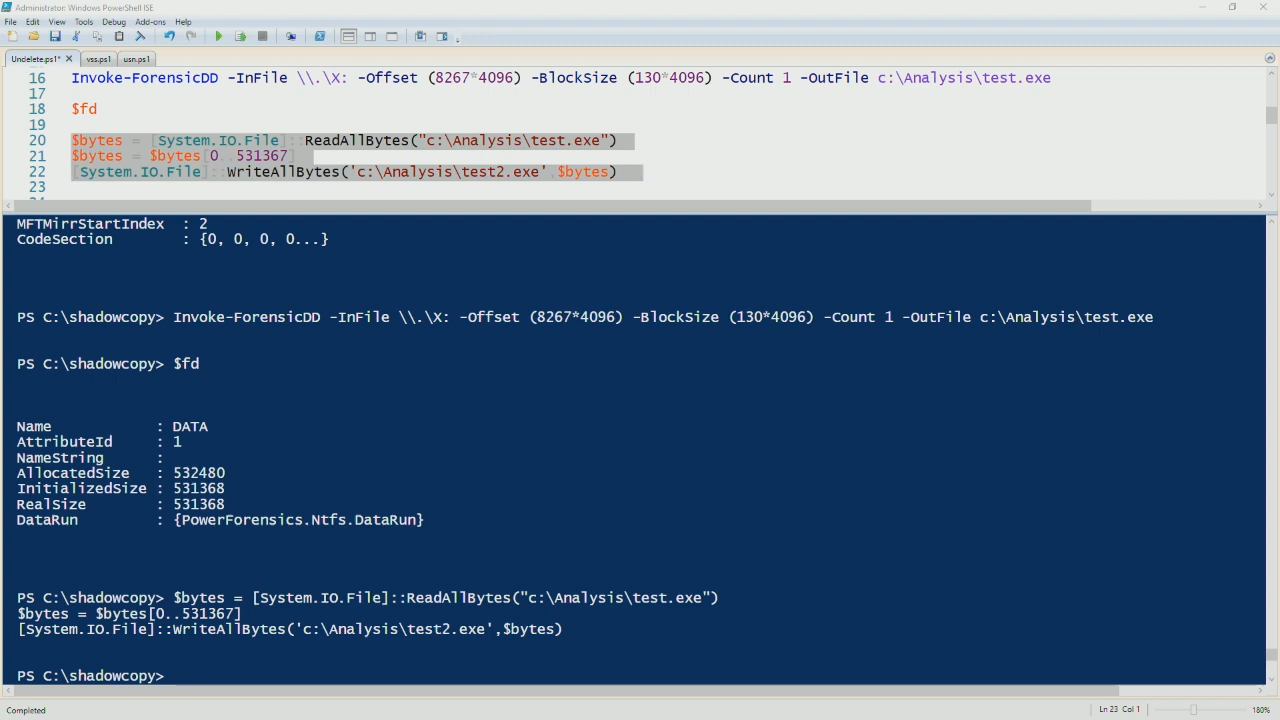 Administrator: Windows PowerShell ISE
File Edit View Tools Debug Add-ons Help
Undelete.ps1* X vss.ps1 usn.ps1
16 Invoke-ForensicDD -InFile \\.\X: -Offset (8267*4096) -BlockSize (130*4096) -Count 1 -OutFile c:\Analysis\test.exe
17
18 $fd
19
20 $bytes = [System.IO.File]::ReadAllBytes("c:\Analysis\test.exe")
21 $bytes = $bytes[0..531367]
22 [System.IO.File]::WriteAllBytes('c:\Analysis\test2.exe',$bytes)
23
MFTMirrStartIndex : 2
CodeSection : {0, 0, 0, 0...}
PS C:\shadowcopy> Invoke-ForensicDD -InFile \\.\X: -Offset (8267*4096) -BlockSize (130*4096) -Count 1 -OutFile c:\Analysis\test.exe
PS C:\shadowcopy> $fd
Name : DATA
AttributeId : 1
NameString :
AllocatedSize : 532480
InitializedSize : 531368
RealSize : 531368
DataRun : {PowerForensics.Ntfs.DataRun}
PS C:\shadowcopy> $bytes = [System.IO.File]::ReadAllBytes("c:\Analysis\test.exe")
$bytes = $bytes[0..531367]
[System.IO.File]::WriteAllBytes('c:\Analysis\test2.exe',$bytes)
PS C:\shadowcopy>
Completed Ln 23 Col 1 180%